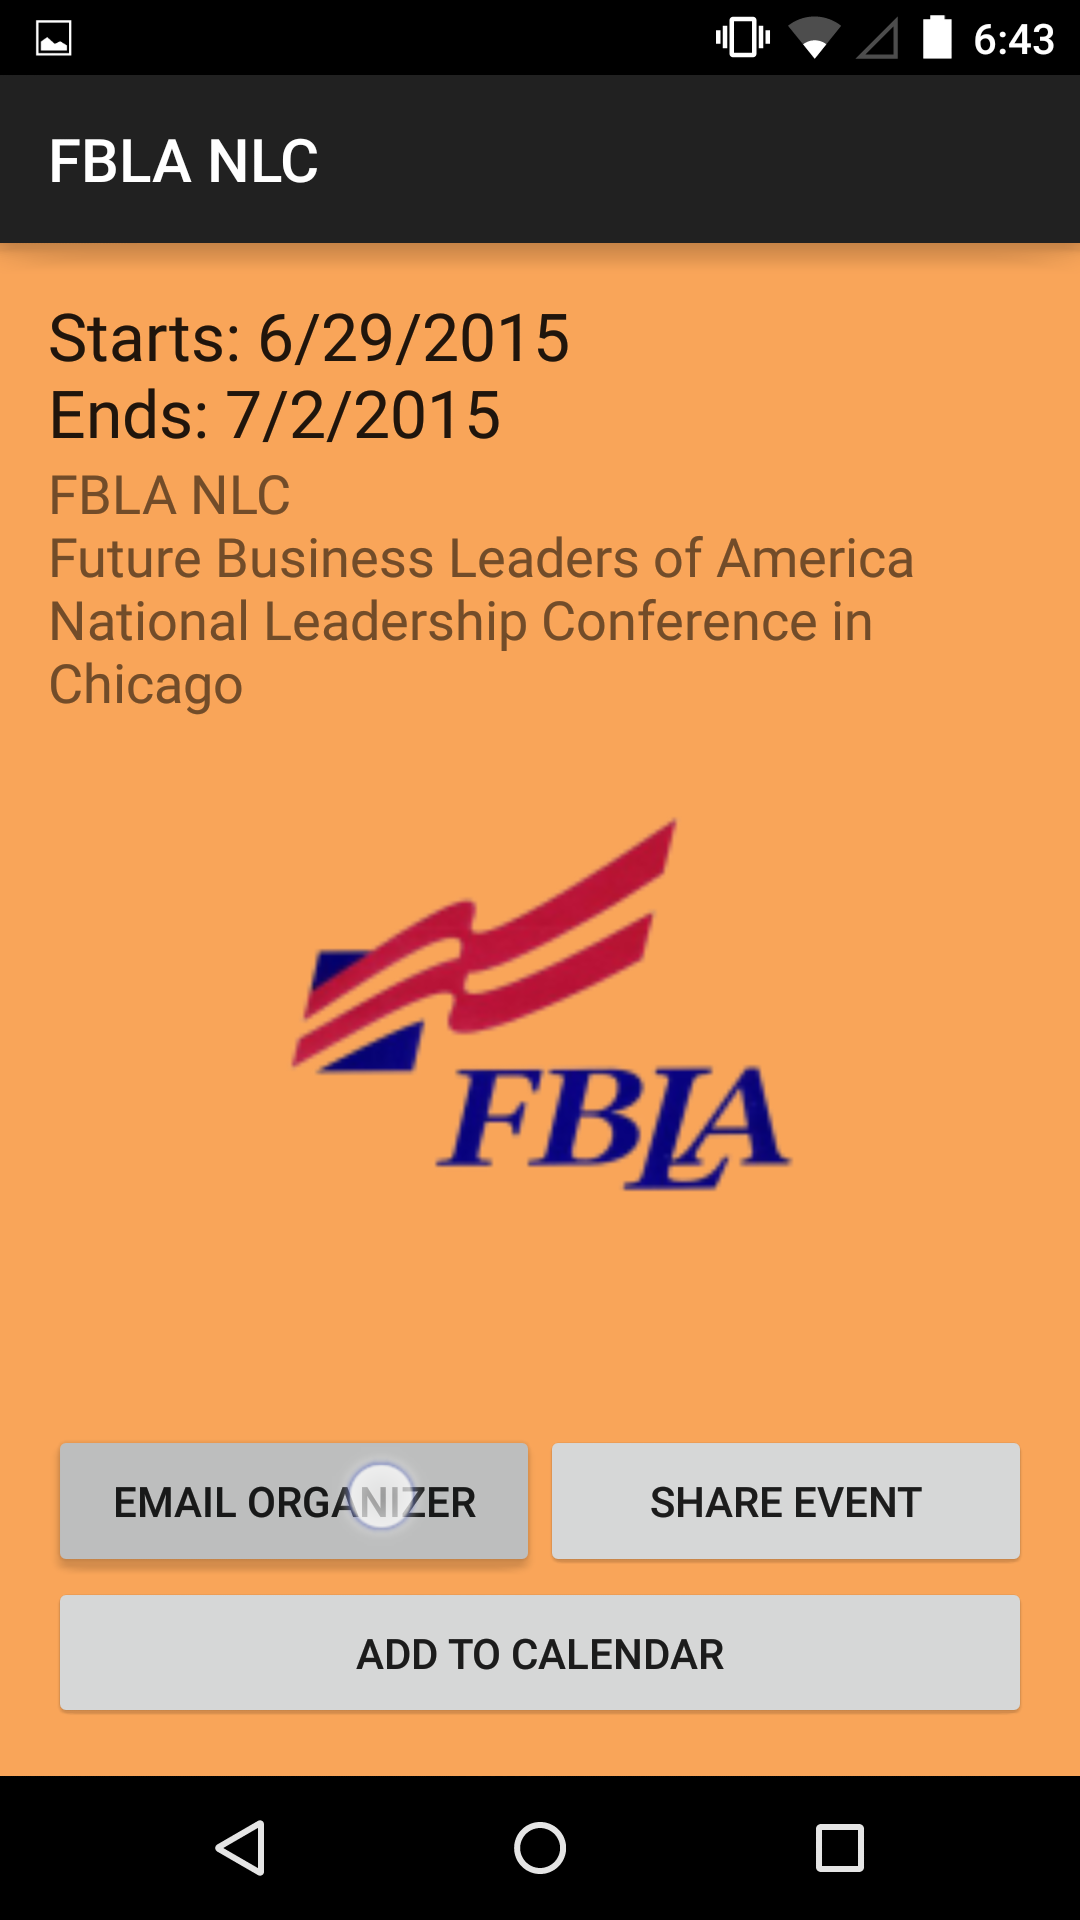 6:43
FBLA NLC
Starts: 6/29/2015
Ends: 7/2/2015
FBLA NLC
Future Business Leaders of America
National Leadership Conference in
Chicago
FBLA
EMAIL ORGANIZER
SHARE EVENT
ADD TO CALENDAR